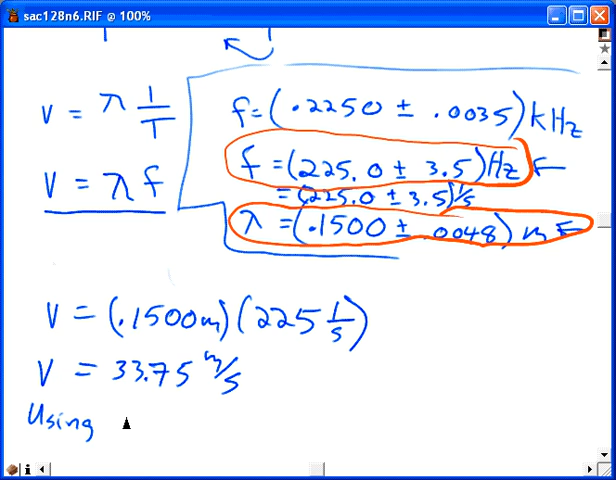 sac128n6.RIF @ 100%
v = λ 1/T
f = (.2250 ± .0035) kHz
f = (225.0 ± 3.5) Hz
v = λ f
= (225.0 ± 3.5) 1/s
λ = (.1500 ± .0048) m
v = (.1500m) (225 1/s)
v = 33.75 m/s
Using